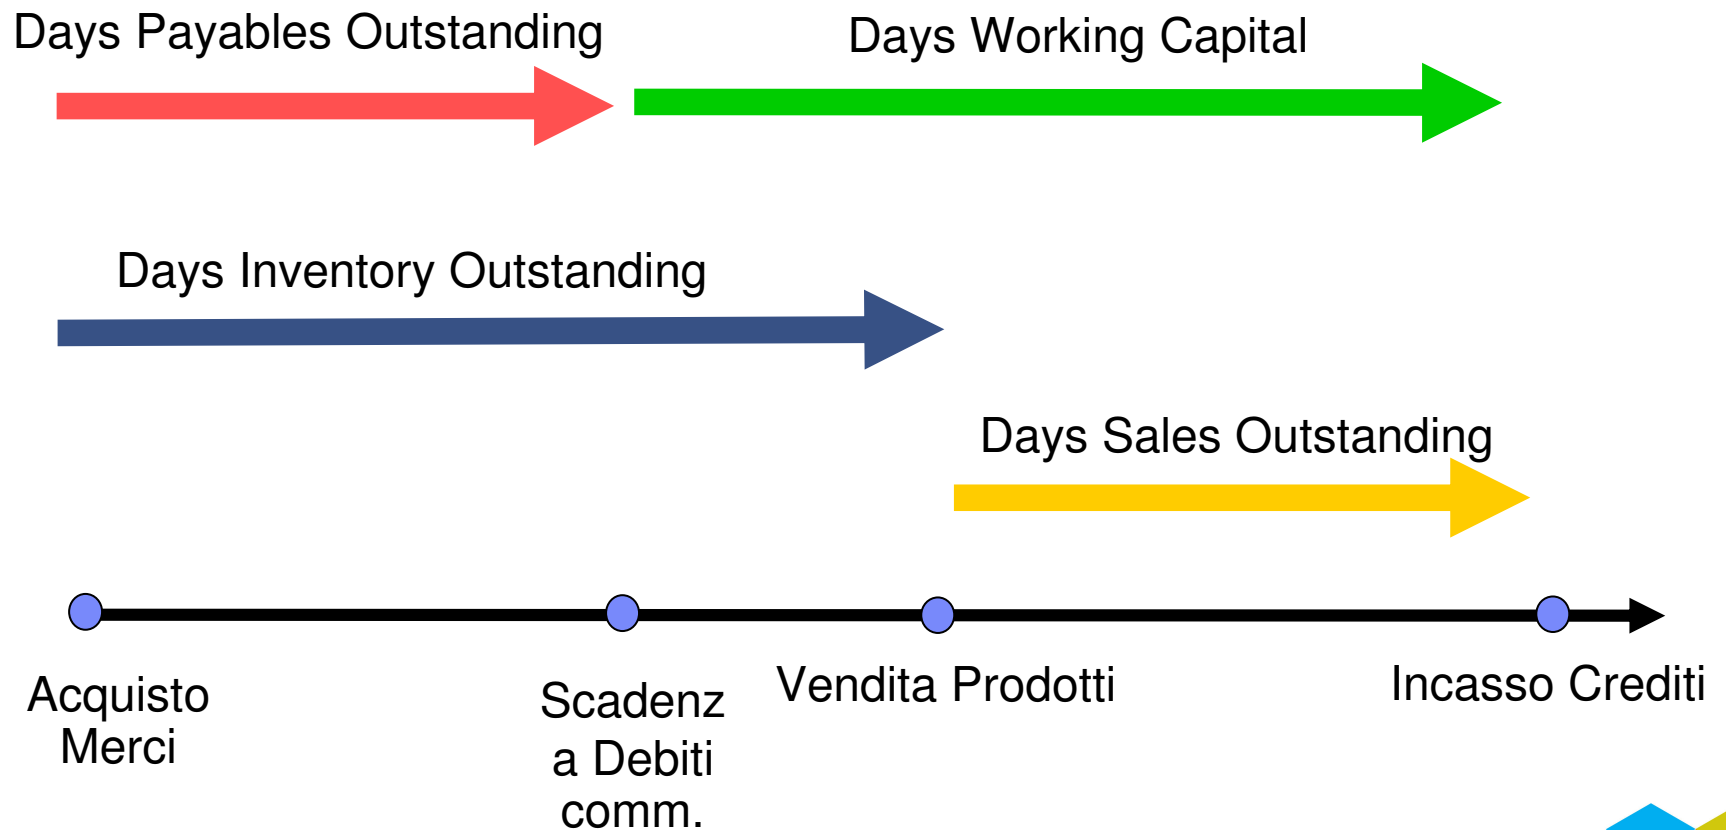 Days Payables Outstanding
Days Working Capital
Days Inventory Outstanding
Days Sales Outstanding
Acquisto
Merci
Scadenz
a Debiti
comm.
Vendita Prodotti
Incasso Crediti